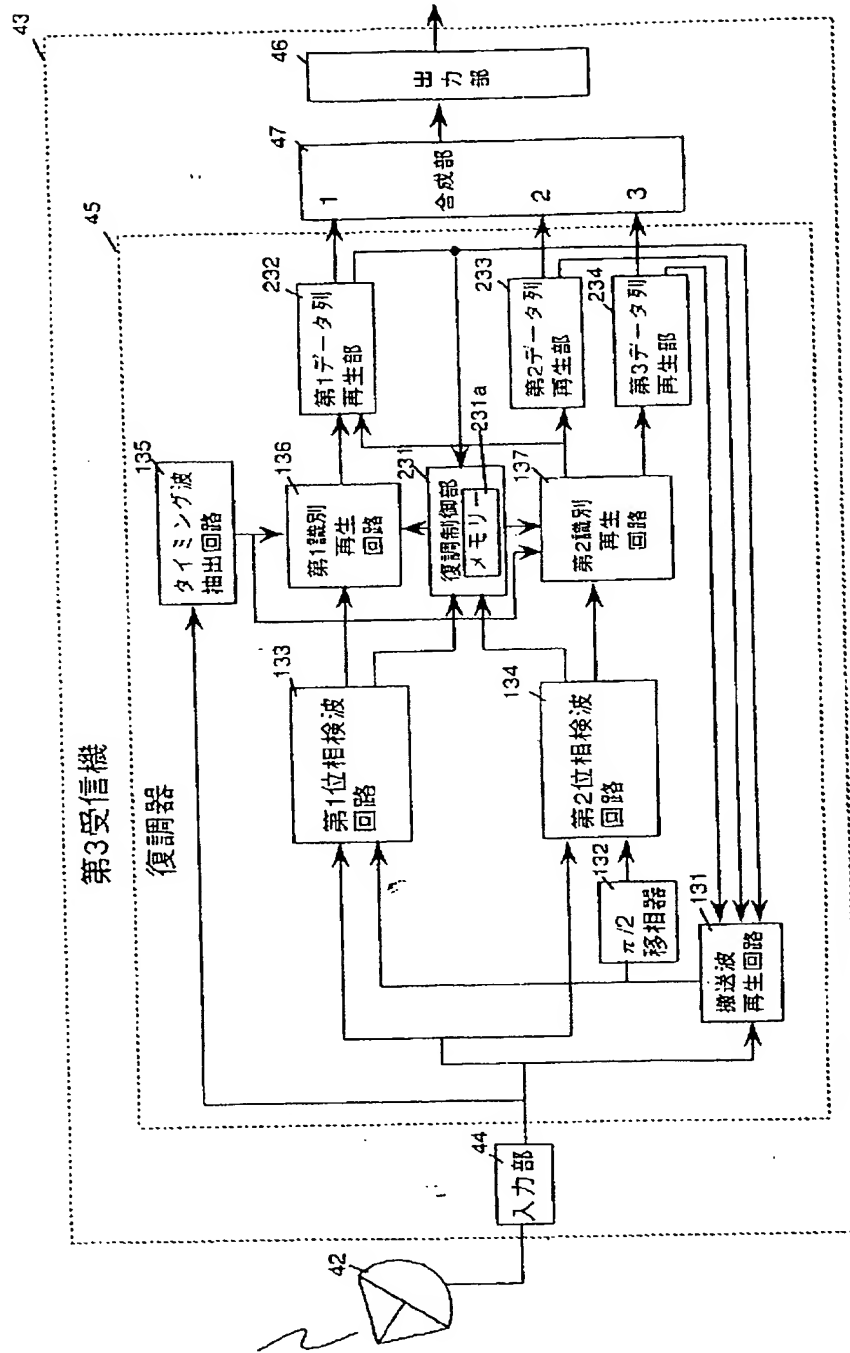 43
第3受信機
45
復調器
42
44
入力部
135
タイミング波
抽出回路
133
第1位相検波
回路
136
第1識別
再生
回路
232
第1データ列
再生部
231
復調制御部
231a
メモリー
134
第2位相検波
回路
137
第2識別
再生
回路
233
第2データ列
再生部
234
第3データ列
再生部
132
π/2
移相器
131
搬送波
再生回路
47
合成部
1
2
3
46
出力部